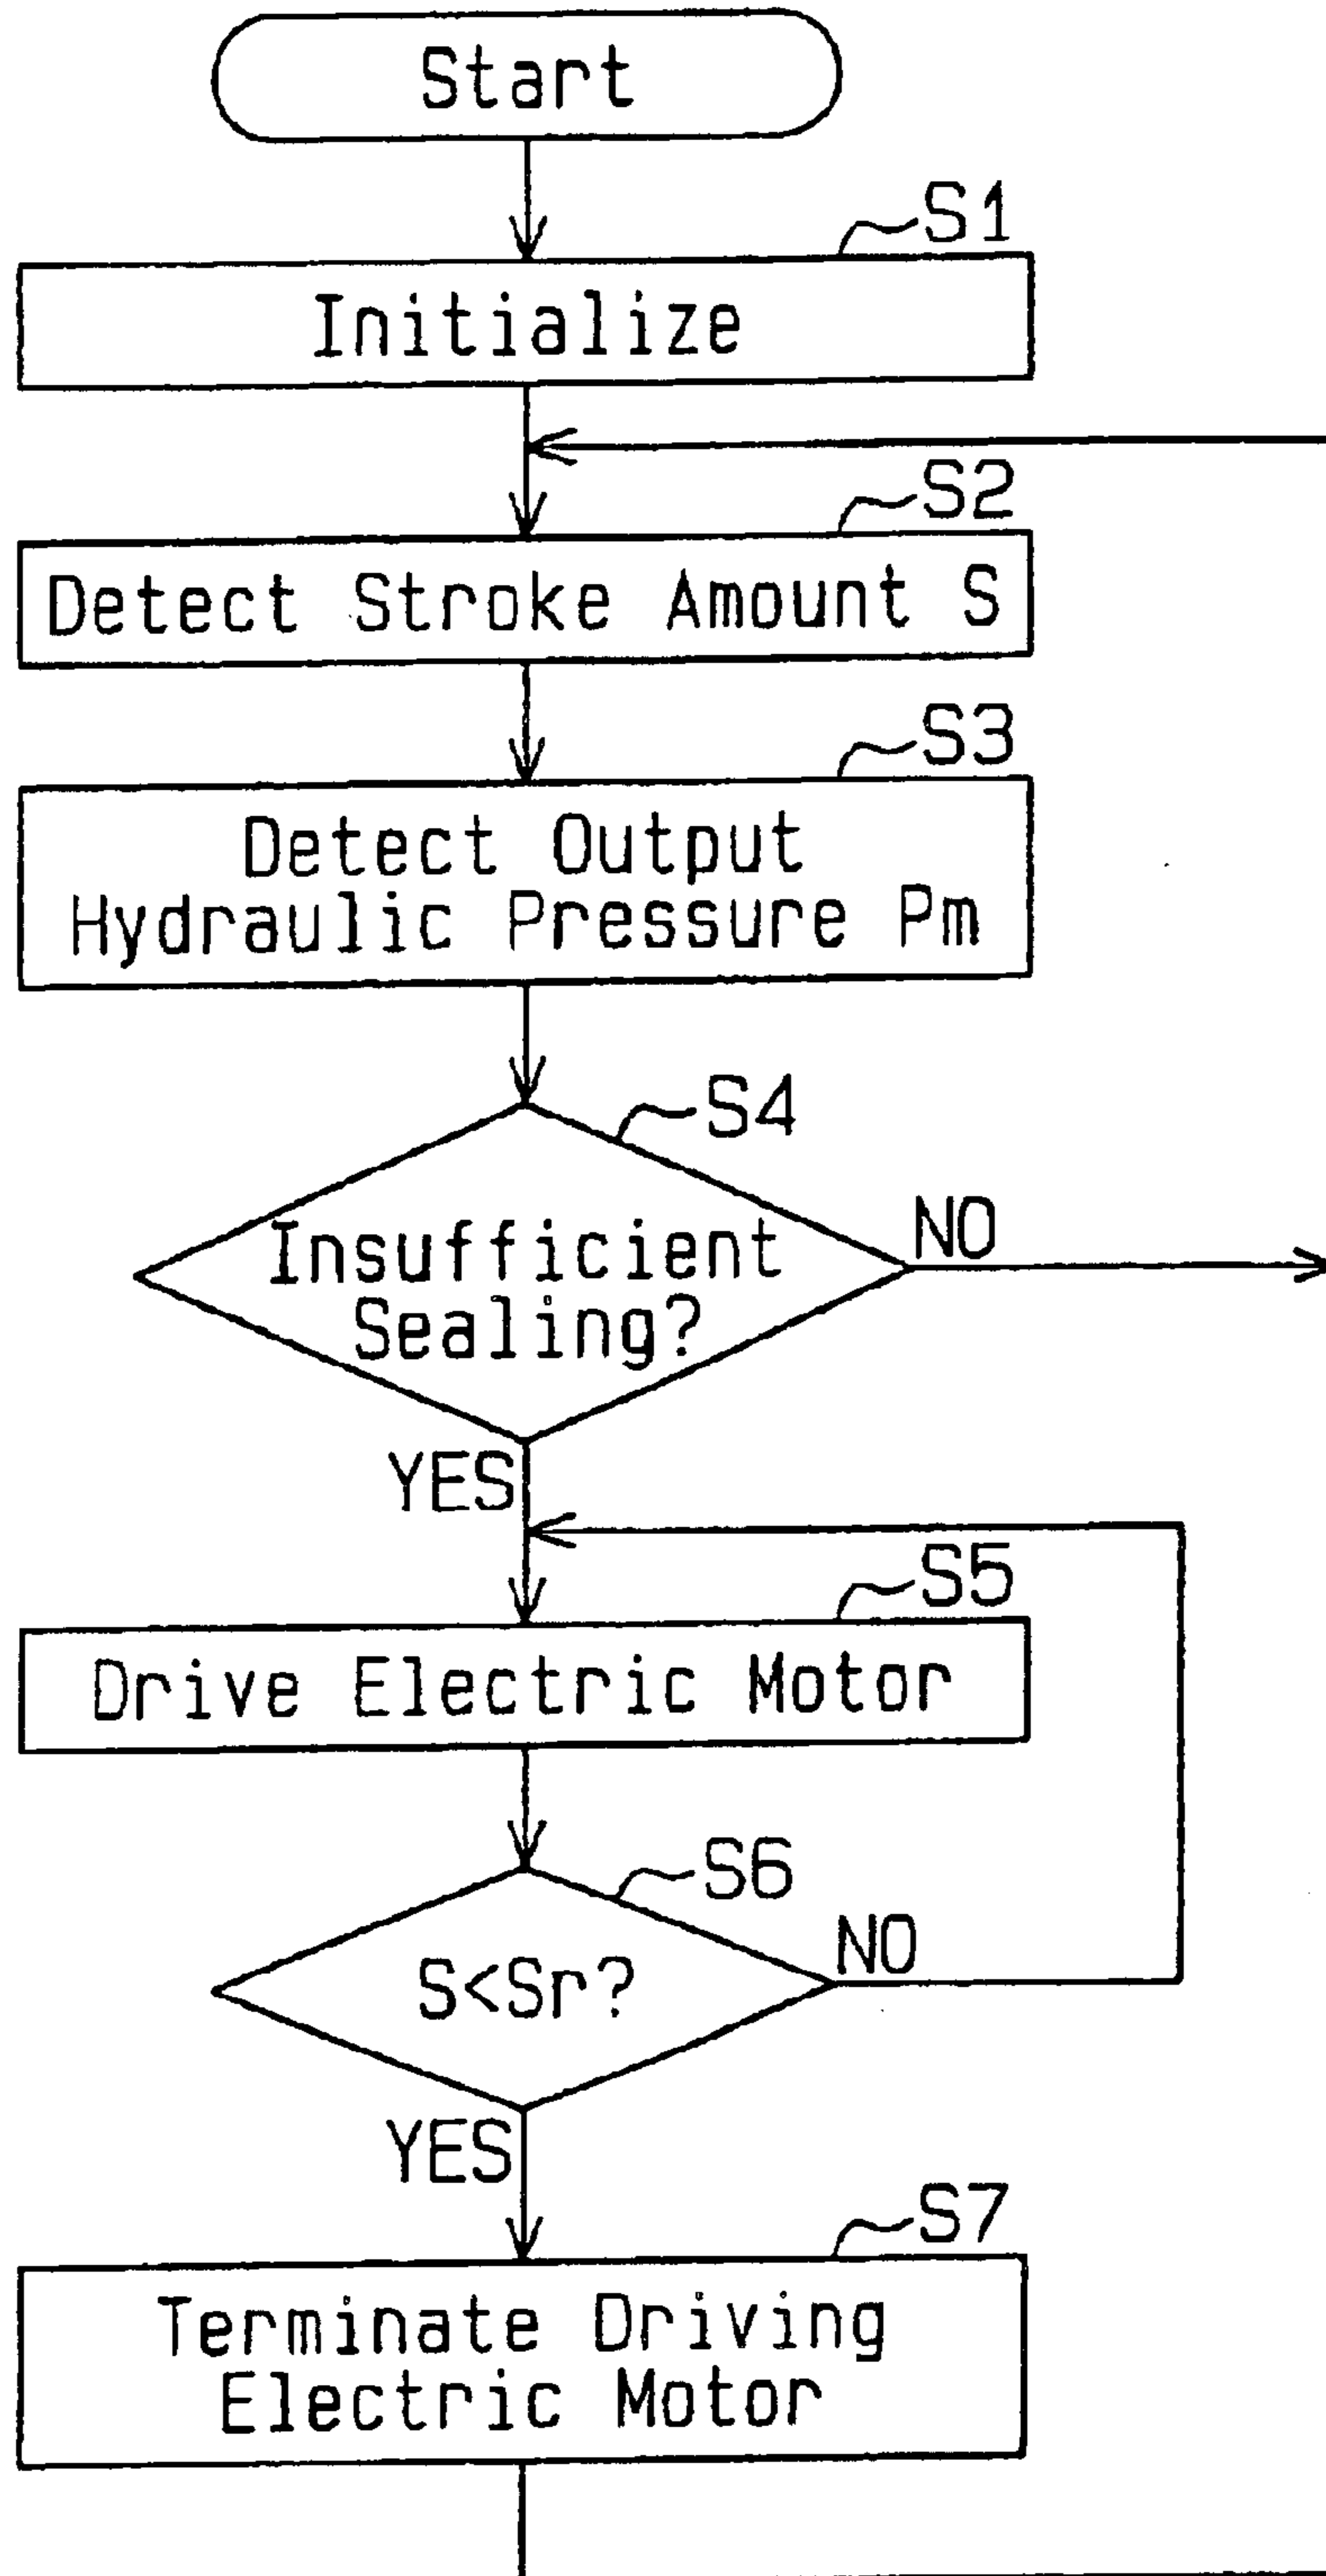 Start
S1
Initialize
S2
Detect Stroke Amount S
S3
Detect Output
Hydraulic Pressure Pm
S4
Insufficient
Sealing?
NO
YES
S5
Drive Electric Motor
S6
S<Sr?
NO
YES
S7
Terminate Driving
Electric Motor